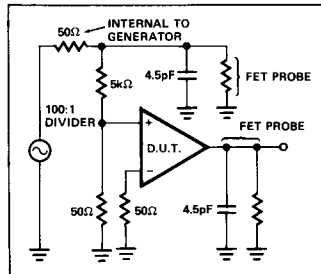 50Ω
INTERNAL TO
GENERATOR
5kΩ
4.5pF
FET PROBE
100:1
DIVIDER
+
D.U.T.
−
FET PROBE
50Ω
50Ω
4.5pF